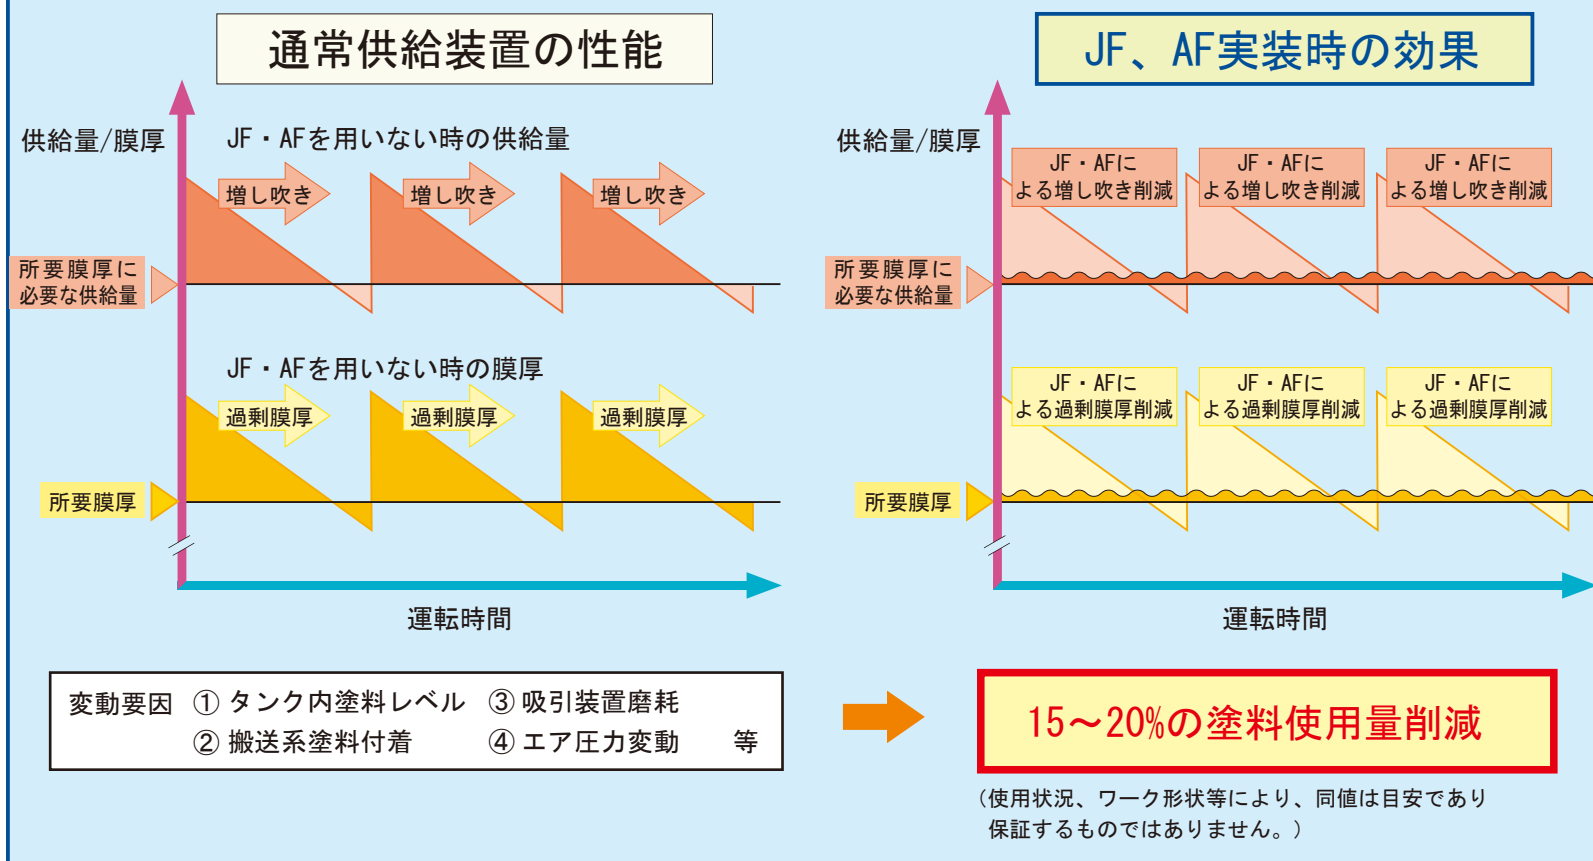 通常供給装置の性能
供給量/膜厚
JF・AFを用いない時の供給量
増し吹き
増し吹き
増し吹き
所要膜厚に
必要な供給量
JF・AFを用いない時の膜厚
過剰膜厚
過剰膜厚
過剰膜厚
所要膜厚
運転時間
JF、AF実装時の効果
供給量/膜厚
JF・AFに
よる増し吹き削減
JF・AFに
よる増し吹き削減
JF・AFに
よる増し吹き削減
所要膜厚に
必要な供給量
JF・AFに
よる過剰膜厚削減
JF・AFに
よる過剰膜厚削減
JF・AFに
よる過剰膜厚削減
所要膜厚
運転時間
変動要因 ① タンク内塗料レベル ③ 吸引装置磨耗
② 搬送系塗料付着 ④ エア圧力変動 等
15～20%の塗料使用量削減
（使用状況、ワーク形状等により、同値は目安であり
保証するものではありません。）